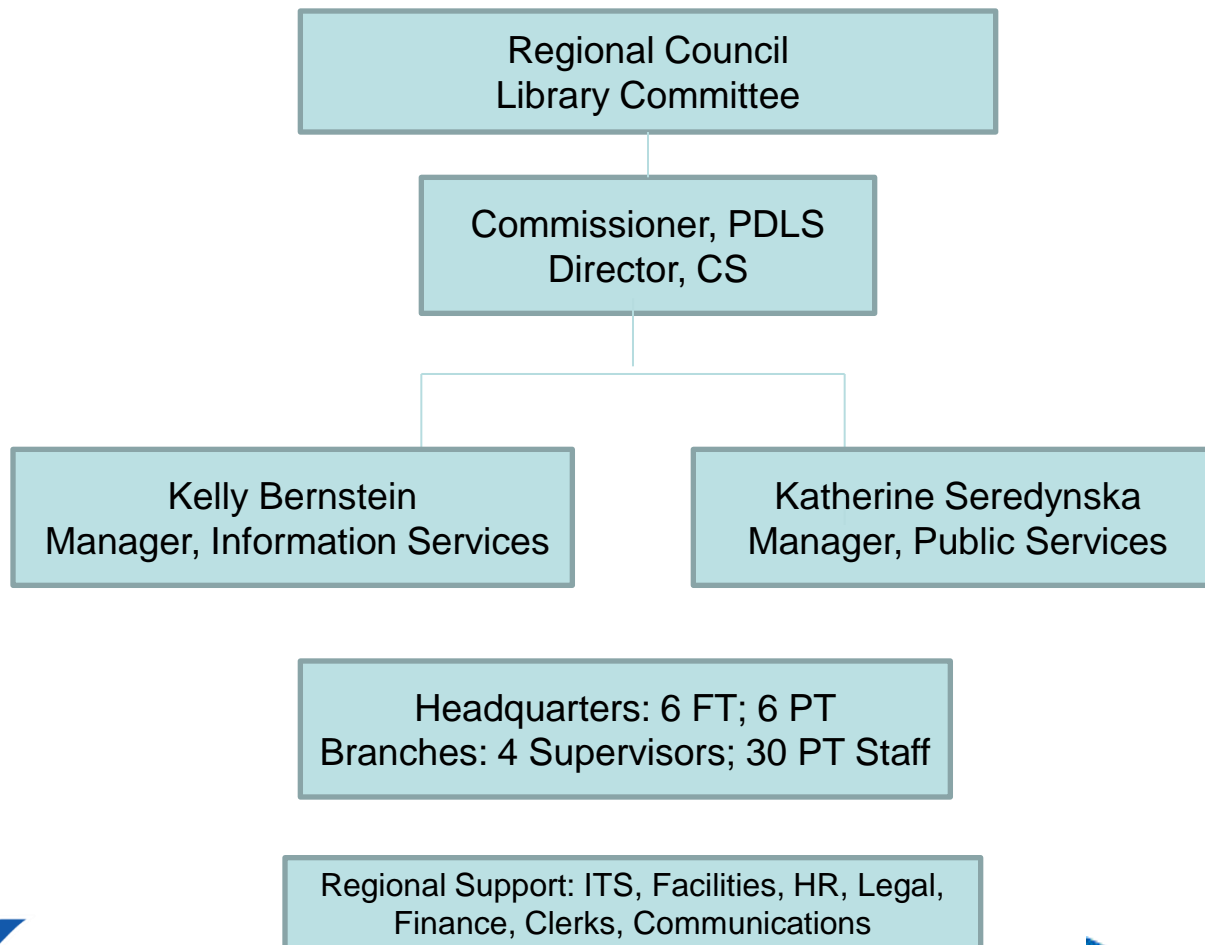 Regional Council
Library Committee
Commissioner, PDLS
Director, CS
Kelly Bernstein
Manager, Information Services
Katherine Seredynska
Manager, Public Services
Headquarters: 6 FT; 6 PT
Branches: 4 Supervisors; 30 PT Staff
Regional Support: ITS, Facilities, HR, Legal,
Finance, Clerks, Communications